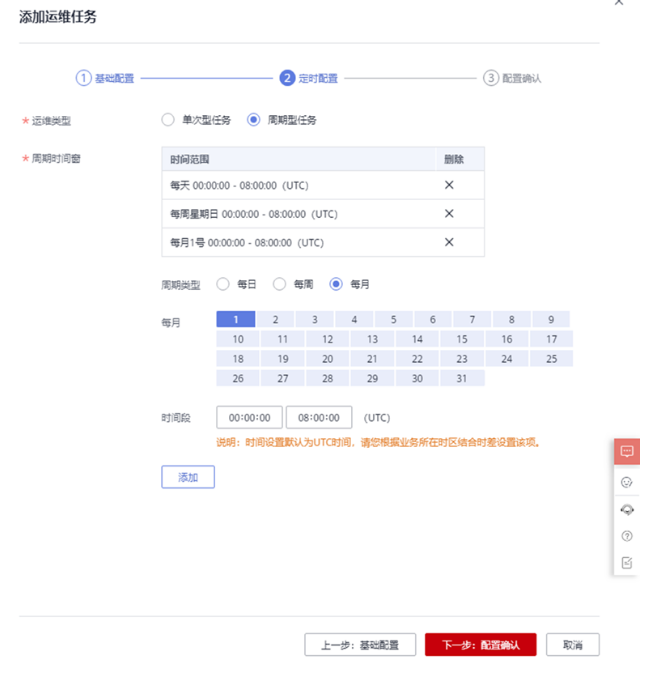 添加运维任务
1 基础配置 2 定时配置 3 配置确认
* 运维类型 单次型任务 周期型任务
* 周期时间窗 时间范围 删除
每天 00:00:00 - 08:00:00（UTC） ×
每周星期日 00:00:00 - 08:00:00（UTC） ×
每月1号 00:00:00 - 08:00:00（UTC） ×
周期类型 每日 每周 每月
每月 1 2 3 4 5 6 7 8 9
10 11 12 13 14 15 16 17
18 19 20 21 22 23 24 25
26 27 28 29 30 31
时间段 00:00:00 08:00:00 (UTC)
说明：时间设置默认为UTC时间，请您根据业务所在时区结合时差设置该项。
添加
上一步：基础配置 下一步：配置确认 取消